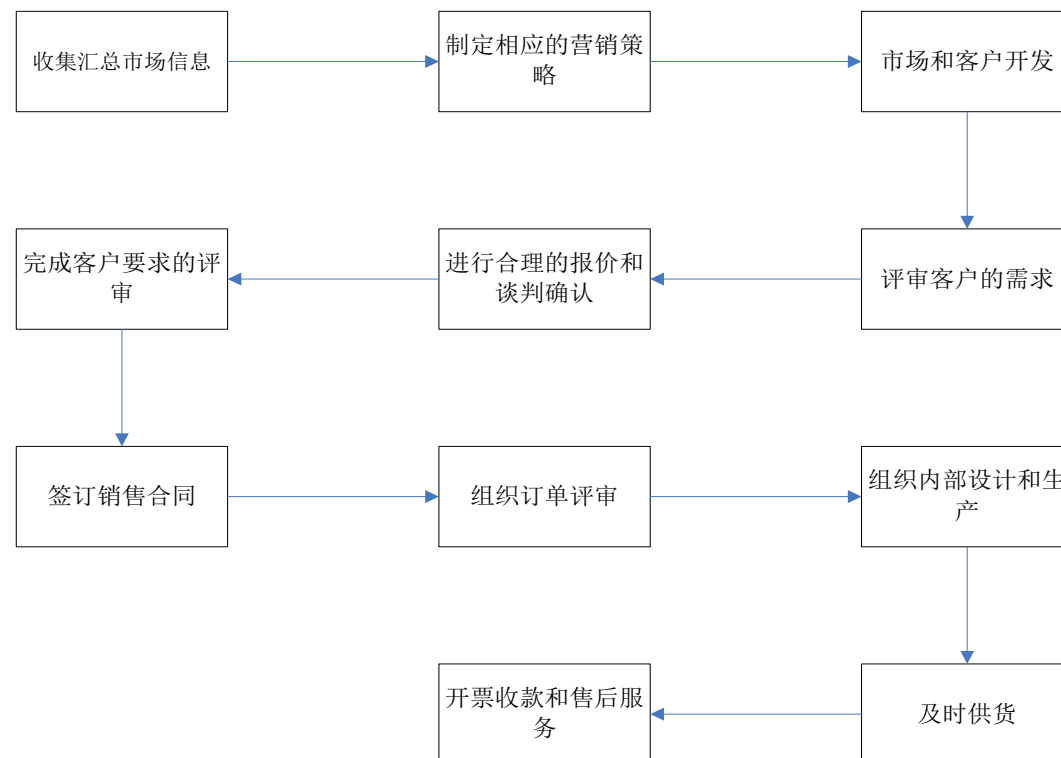 收集汇总市场信息
制定相应的营销策
略
市场和客户开发
评审客户的需求
进行合理的报价和
谈判确认
完成客户要求的评
审
签订销售合同
组织订单评审
组织内部设计和生
产
及时供货
开票收款和售后服
务